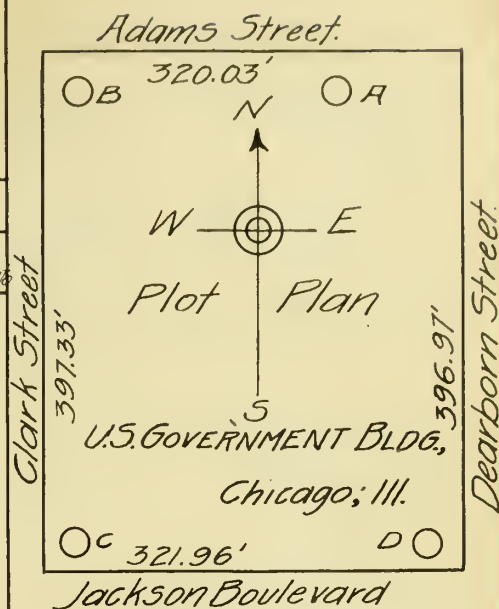 Adams Street.
320.03'
B
A
N
W
E
Plot Plan
Clark Street
397.33'
Dearborn Street.
396.97'
S
U.S. GOVERNMENT BLDG.,
Chicago; Ill.
C
321.96'
D
Jackson Boulevard